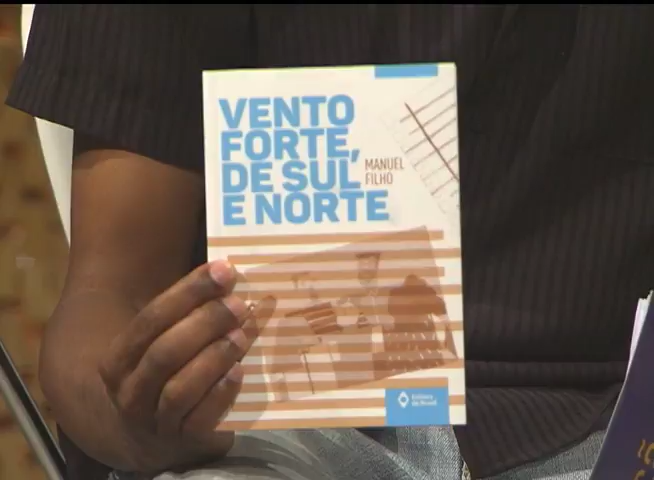 VENTO
FORTE,
DE SUL
E NORTE
MANUEL
FILHO
Editora
do Brasil